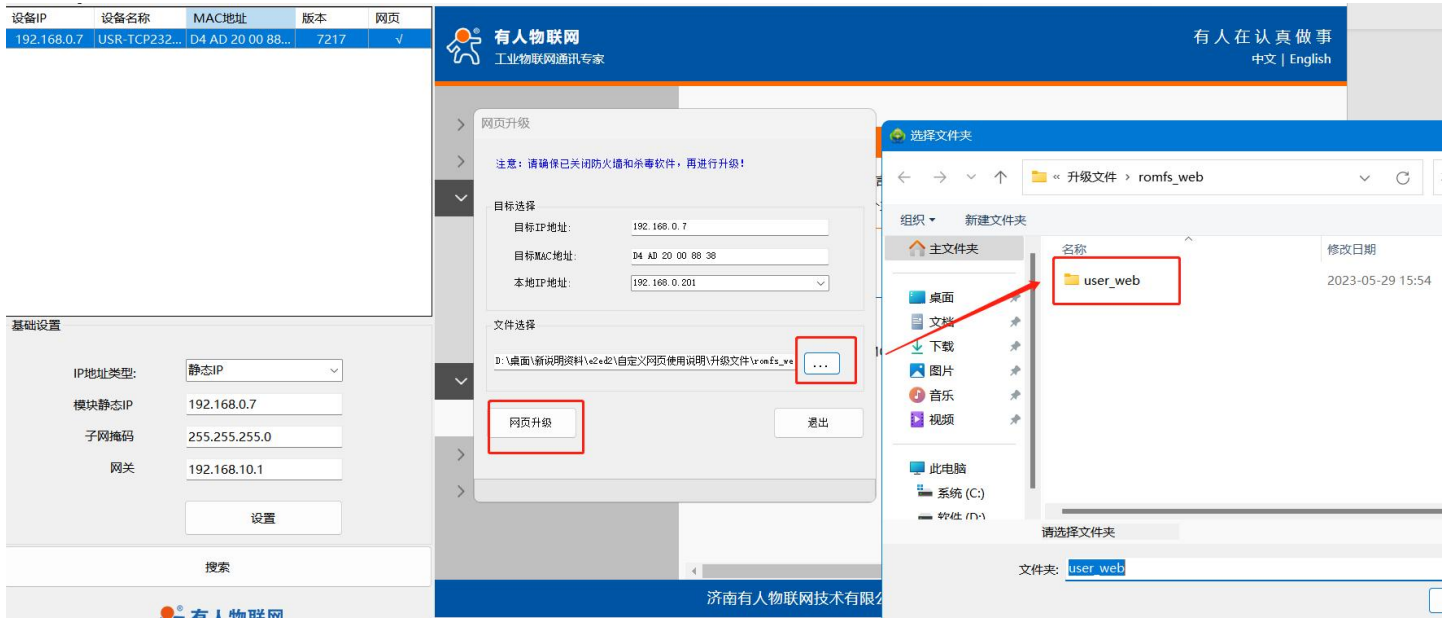 设备IP 设备名称 MAC地址 版本 网页
192.168.0.7 USR-TCP232... D4 AD 20 00 88... 7217 √
基础设置
IP地址类型: 静态IP
模块静态IP 192.168.0.7
子网掩码 255.255.255.0
网关 192.168.10.1
设置
搜索
有人物联网
有人物联网
工业物联网通讯专家
有人在认真做事
中文 | English
网页升级
注意：请确保已关闭防火墙和杀毒软件，再进行升级!
目标选择
目标IP地址: 192.168.0.7
目标MAC地址: D4 AD 20 00 88 38
本地IP地址: 192.168.0.201
文件选择
D:\桌面\新说明资料\e2ed2\自定义网页使用说明\升级文件\romfs_we ...
网页升级 退出
济南有人物联网技术有限
选择文件夹
« 升级文件 › romfs_web
组织 新建文件夹
主文件夹
桌面
文档
下载
图片
音乐
视频
此电脑
系统 (C:)
软件 (D:)
名称 修改日期
user_web 2023-05-29 15:54
请选择文件夹
文件夹: user_web